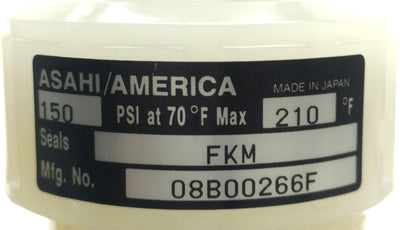 ASAHI/AMERICA MADE IN JAPAN
150 PSI at 70 °F Max 210 °F
Seals FKM
Mfg. No. 08B00266F